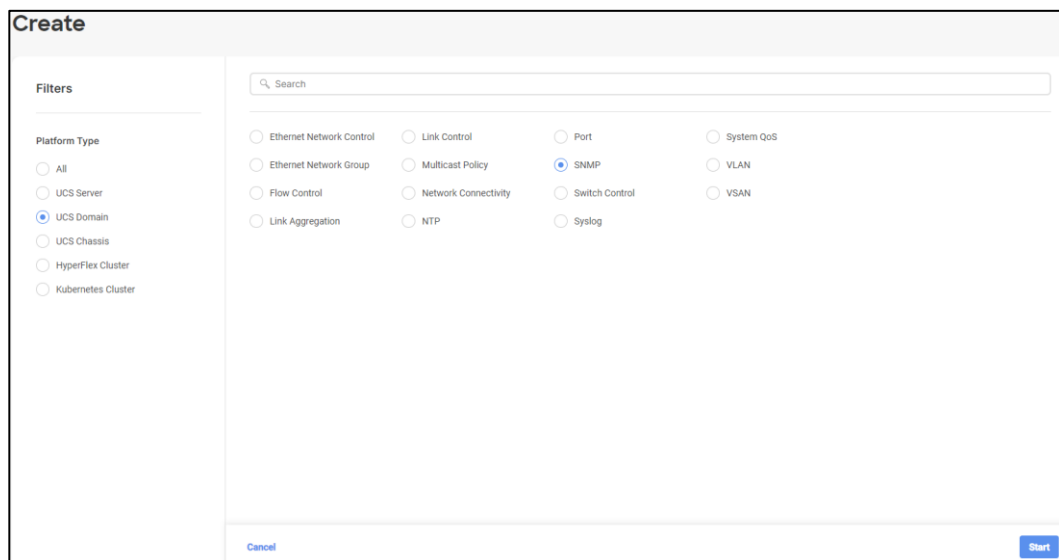 Create
Filters
Platform Type
All
UCS Server
UCS Domain
UCS Chassis
HyperFlex Cluster
Kubernetes Cluster
Search
Ethernet Network Control Link Control Port System QoS
Ethernet Network Group Multicast Policy SNMP VLAN
Flow Control Network Connectivity Switch Control VSAN
Link Aggregation NTP Syslog
Cancel Start